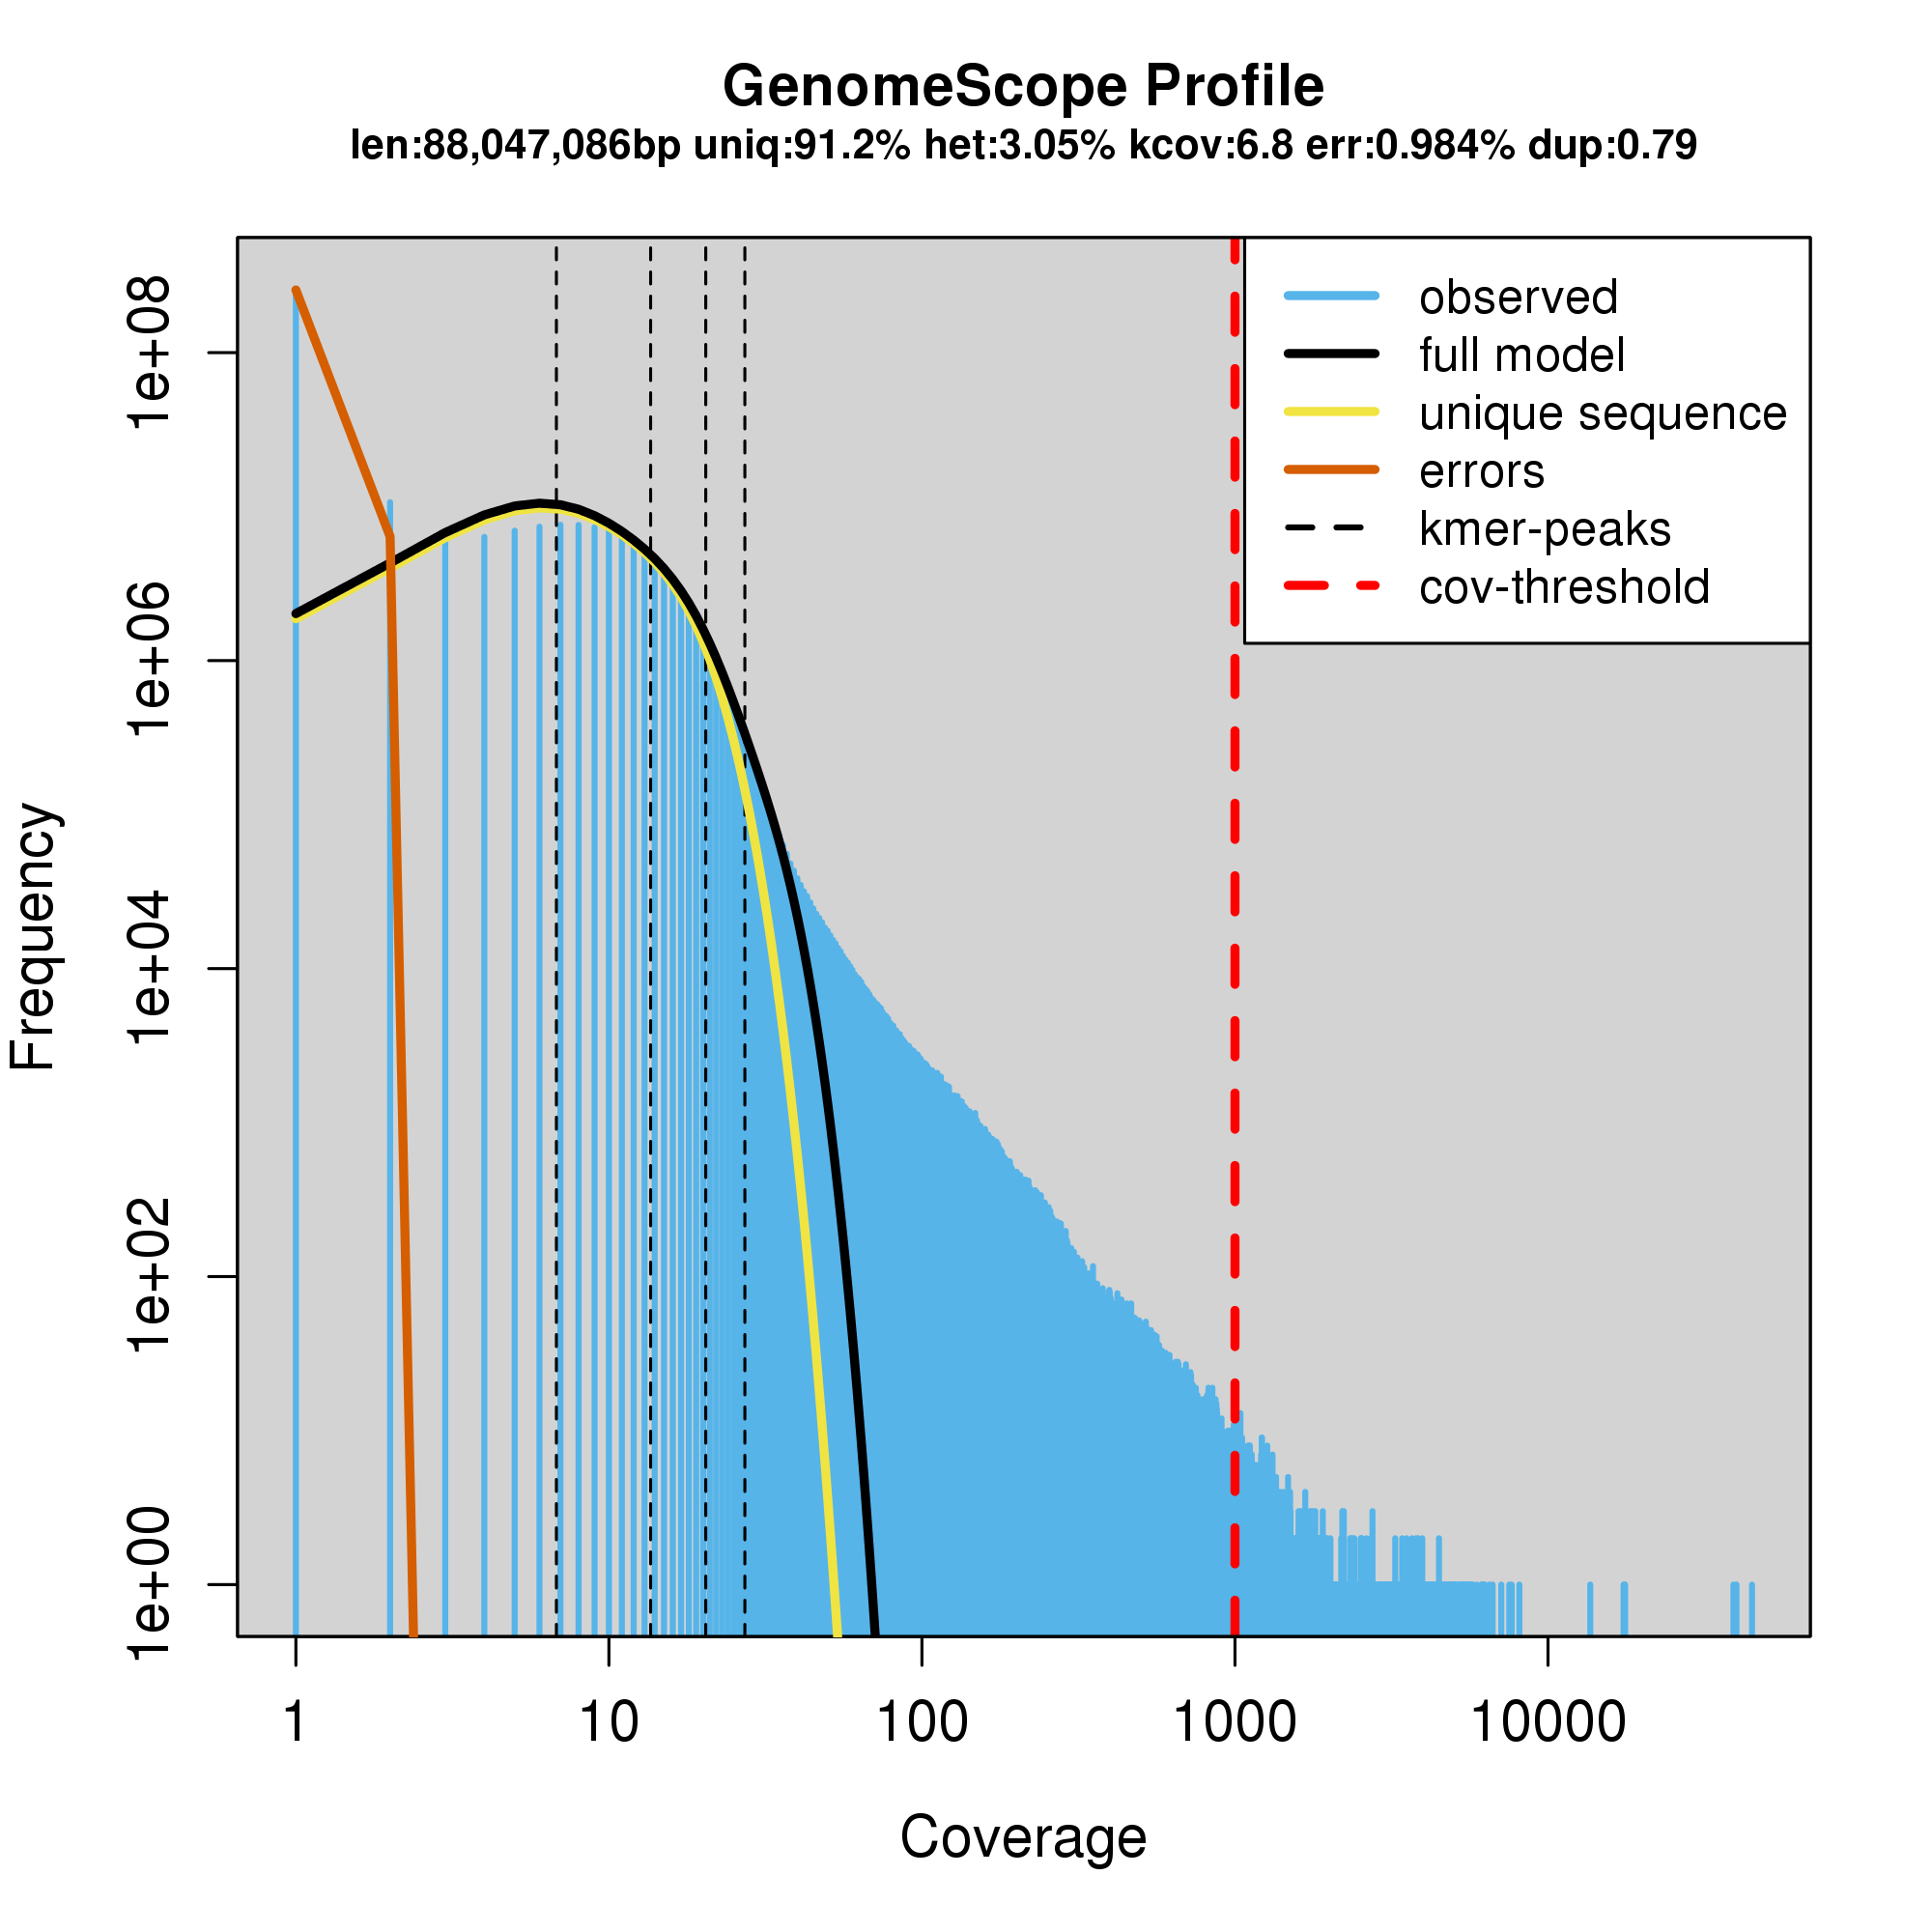 GenomeScope Profile
len:88,047,086bp uniq:91.2% het:3.05% kcov:6.8 err:0.984% dup:0.79
observed
full model
unique sequence
errors
kmer-peaks
cov-threshold
Frequency
1e+08
1e+06
1e+04
1e+02
1e+00
1 10 100 1000 10000
Coverage